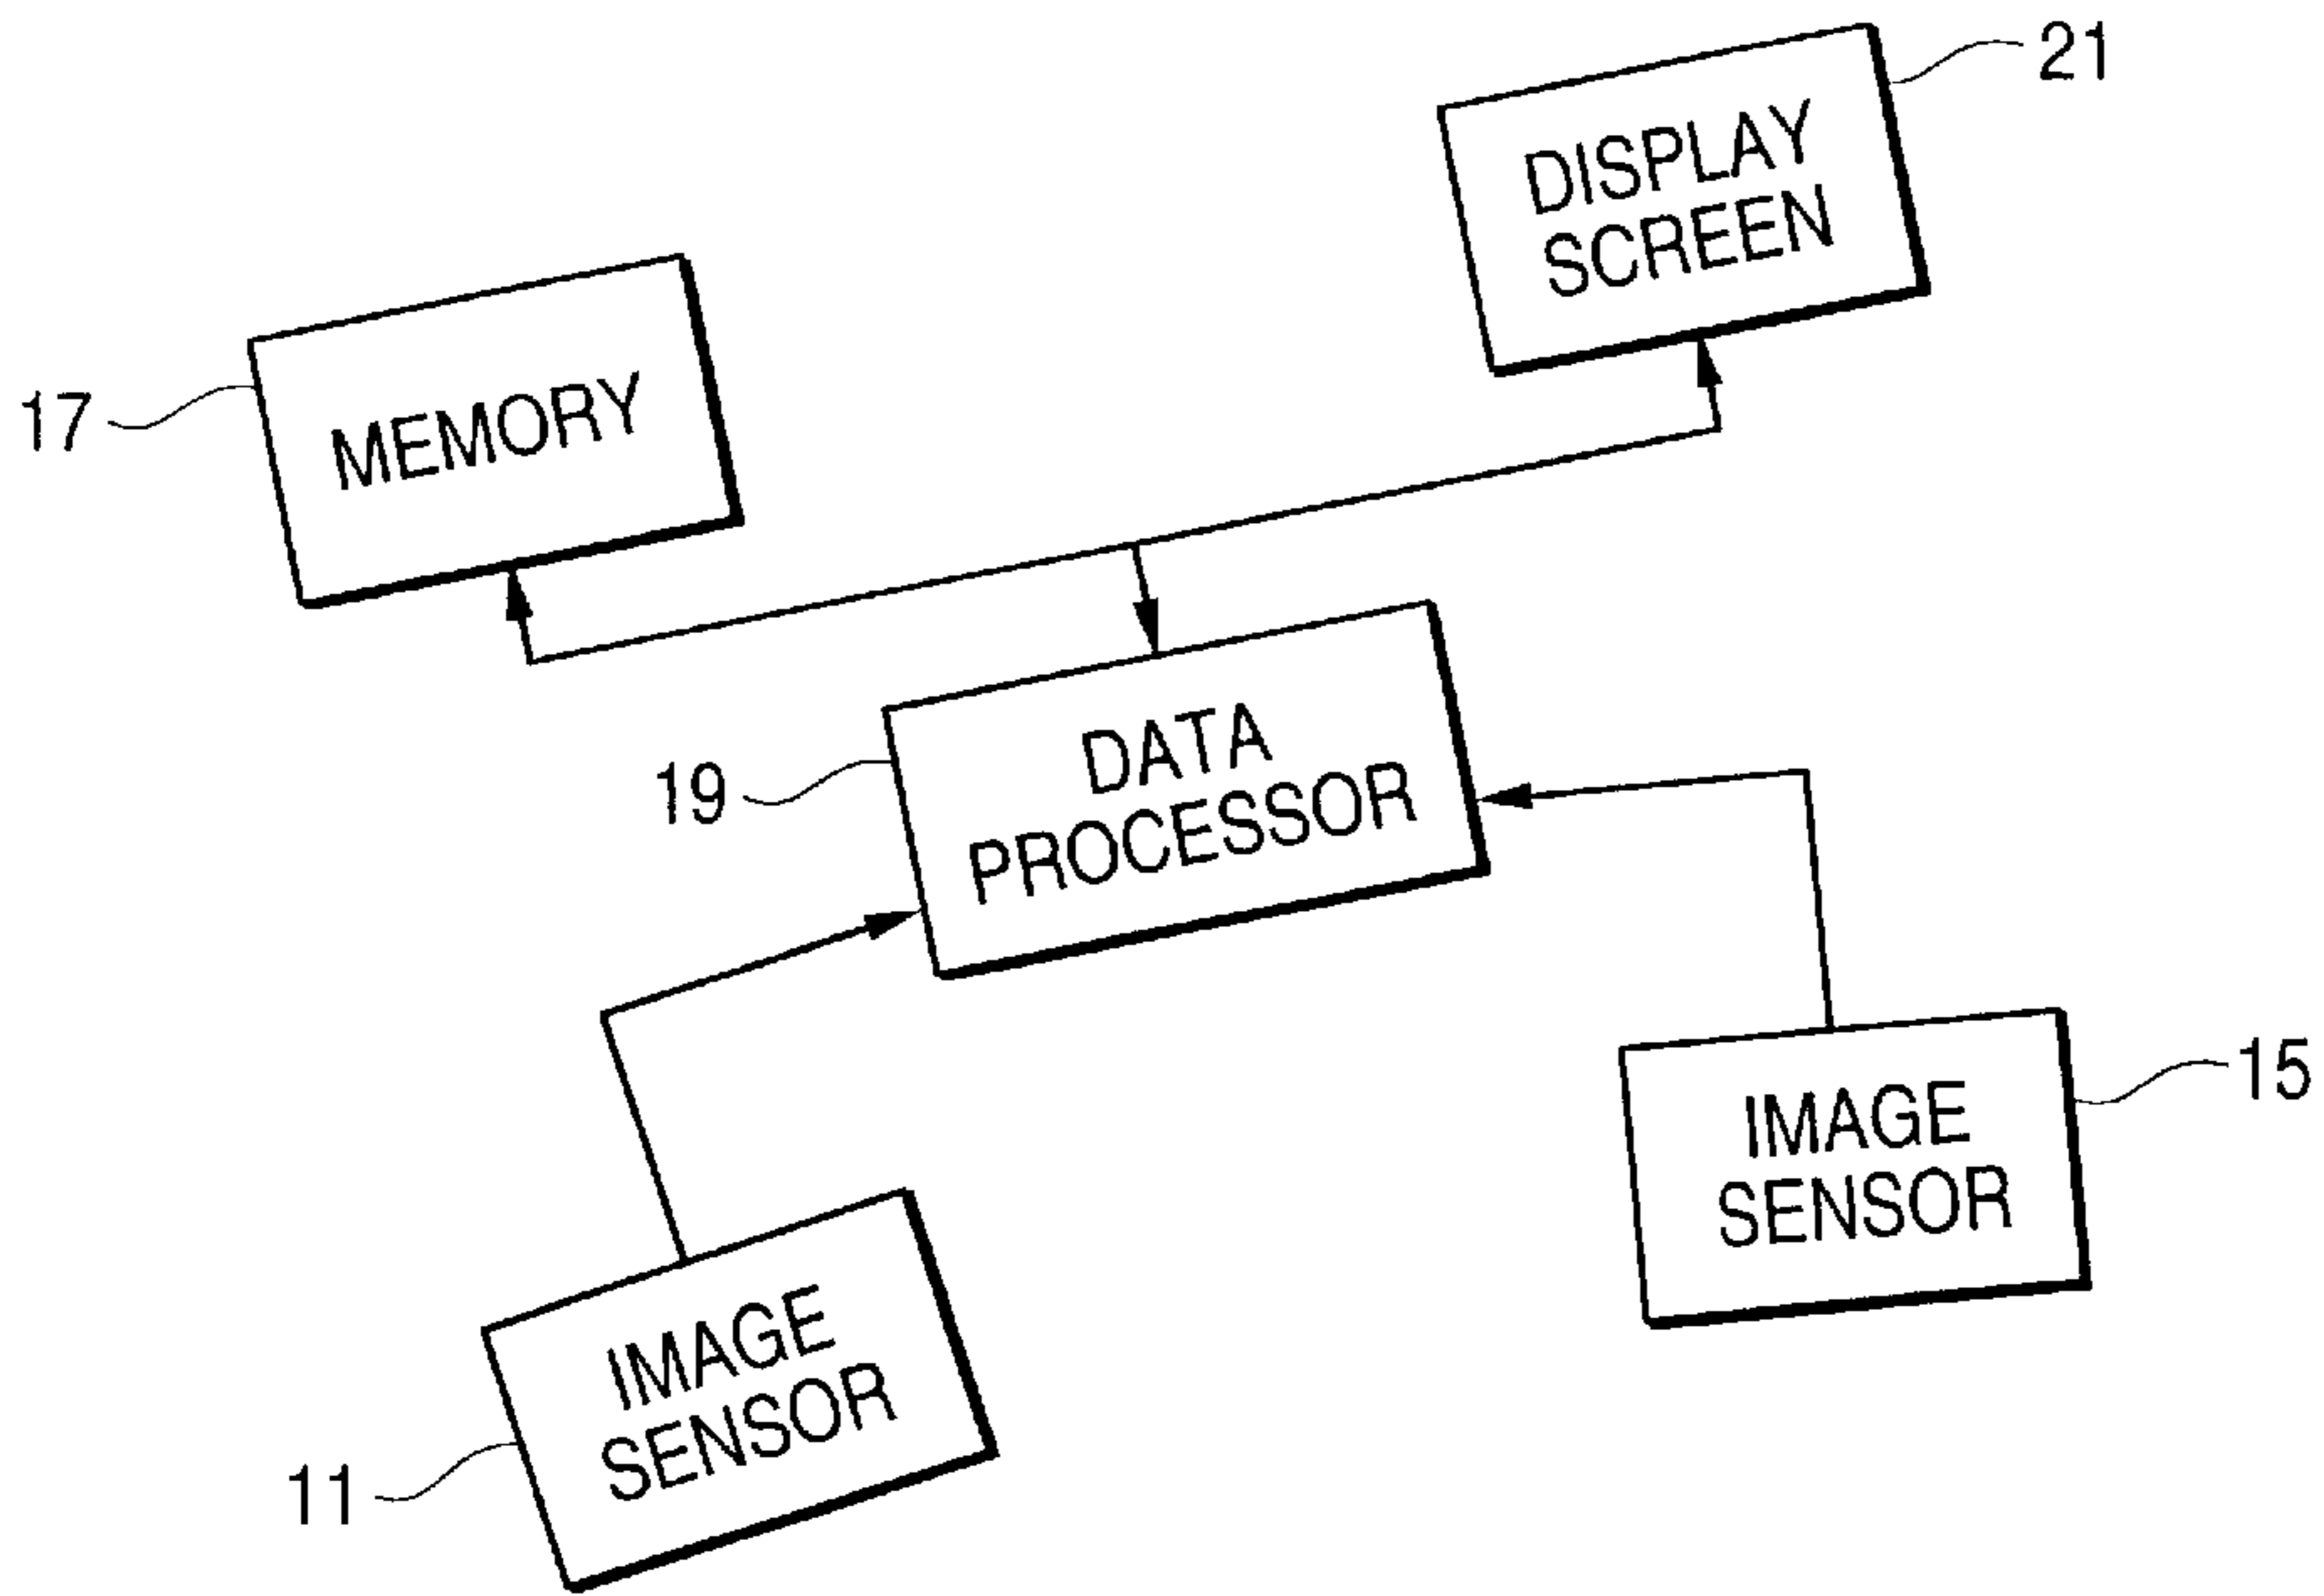 21
DISPLAY
SCREEN
17
MEMORY
19
DATA
PROCESSOR
15
IMAGE
SENSOR
11
IMAGE
SENSOR